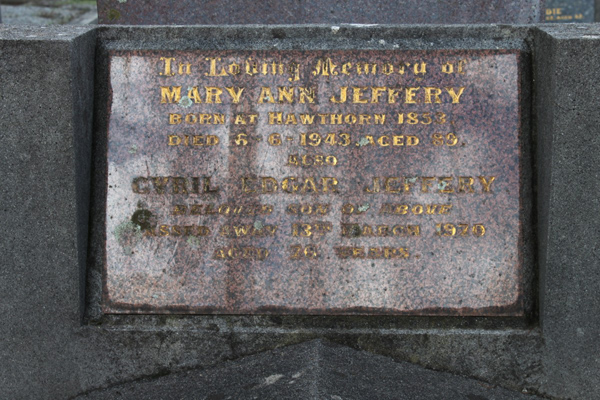 In Loving Memory of
MARY ANN JEFFERY
BORN AT HAWTHORN 1853.
DIED 6TH 6: 1943. AGED 89.
ALSO
CYRIL EDGAR JEFFERY
BELOVED SON OF ABOVE
PASSED AWAY 13TH MARCH 1970
AGED 76 YEARS.